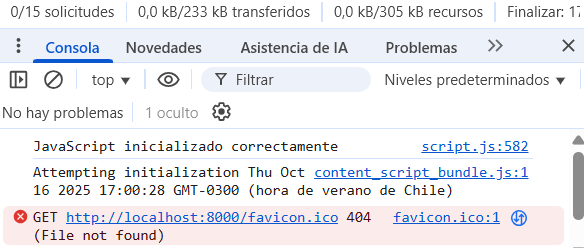 0/15 solicitudes 0,0 kB/233 kB transferidos 0,0 kB/305 kB recursos Finalizar: 17
Consola Novedades Asistencia de IA Problemas
top Filtrar Niveles predeterminados
No hay problemas 1 oculto
JavaScript inicializado correctamente script.js:582
Attempting initialization Thu Oct content_script_bundle.js:1
16 2025 17:00:28 GMT-0300 (hora de verano de Chile)
GET http://localhost:8000/favicon.ico 404 favicon.ico:1
(File not found)